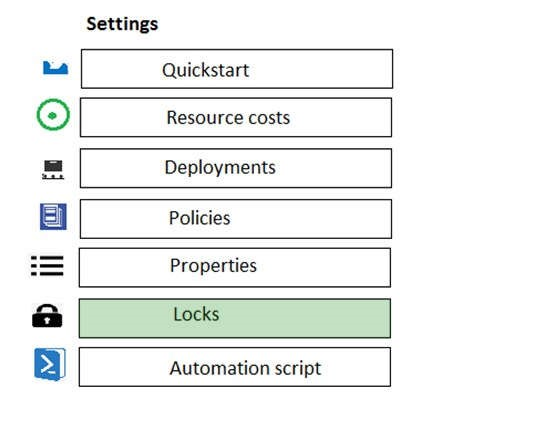 Settings
Quickstart
Resource costs
Deployments
Policies
Properties
Locks
Automation script